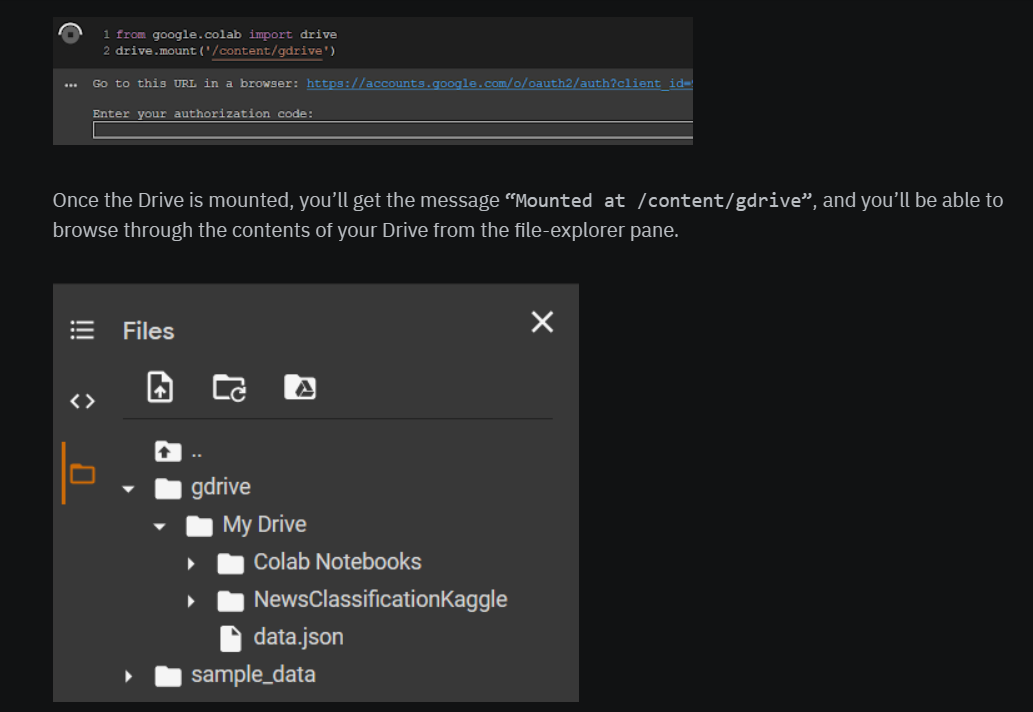 1 from google.colab import drive
2 drive.mount('/content/gdrive')
... Go to this URL in a browser: https://accounts.google.com/o/oauth2/auth?client_id=
Enter your authorization code:
Once the Drive is mounted, you’ll get the message “Mounted at /content/gdrive”, and you’ll be able to
browse through the contents of your Drive from the file-explorer pane.
Files
..
gdrive
My Drive
Colab Notebooks
NewsClassificationKaggle
data.json
sample_data